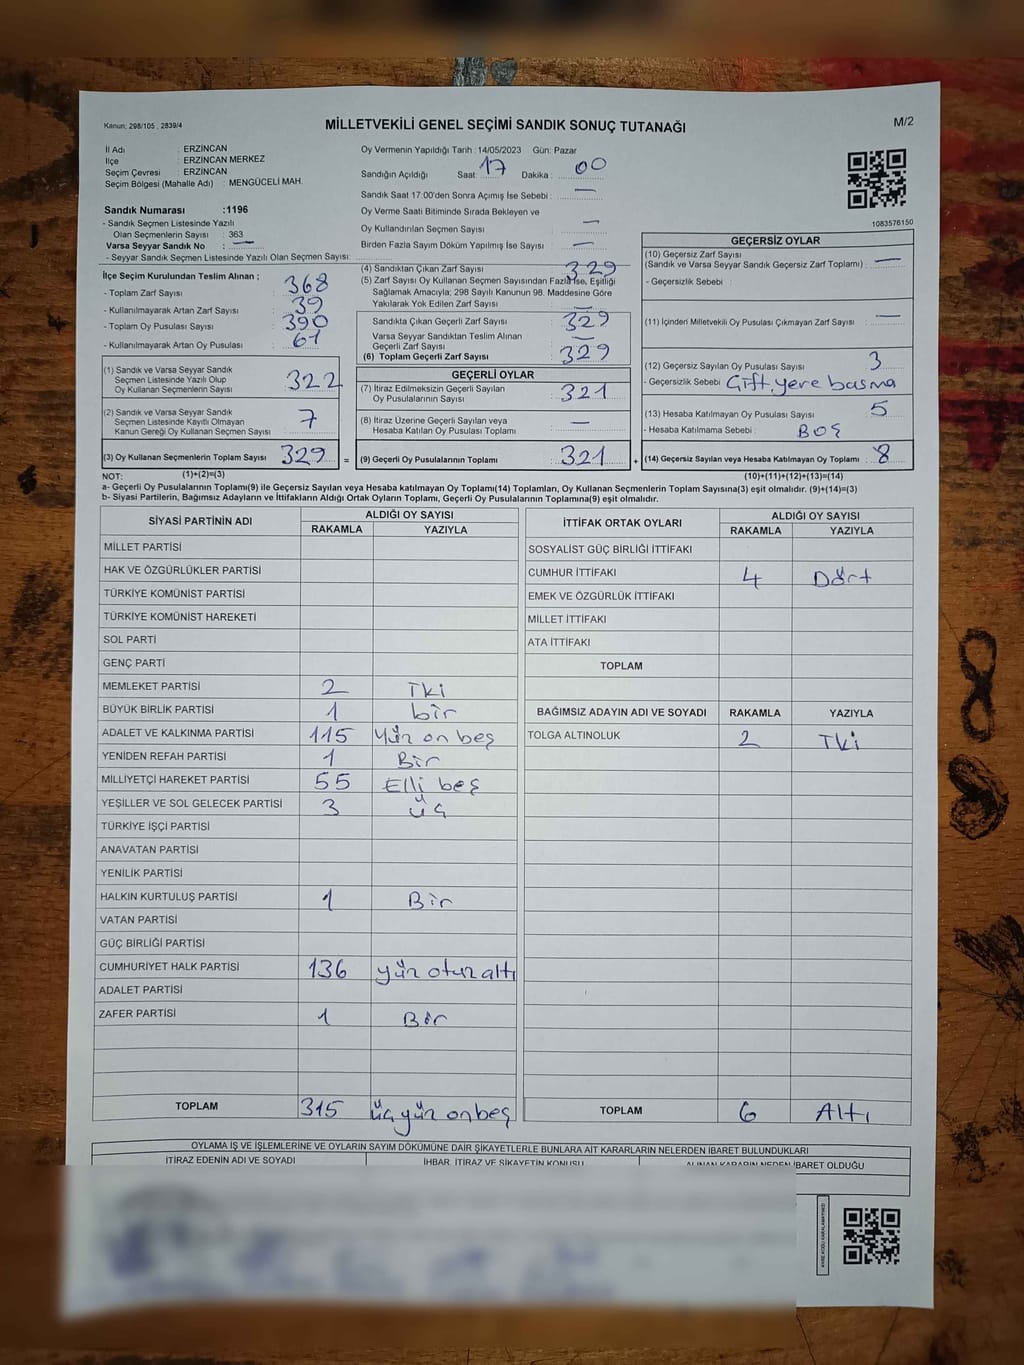 Kanun; 298/105 , 2839/4
MİLLETVEKİLİ GENEL SEÇİMİ SANDIK SONUÇ TUTANAĞI
M/2
İl Adı : ERZİNCAN
İlçe : ERZİNCAN MERKEZ
Seçim Çevresi : ERZİNCAN
Seçim Bölgesi (Mahalle Adı) : MENGÜCELİ MAH.
Sandık Numarası :1196
- Sandık Seçmen Listesinde Yazılı
Olan Seçmenlerin Sayısı : 363
Varsa Seyyar Sandık No : —
- Seyyar Sandık Seçmen Listesinde Yazılı Olan Seçmen Sayısı:
Oy Vermenin Yapıldığı Tarih :14/05/2023 Gün: Pazar
Sandığın Açıldığı Saat: 17 Dakika : 00
Sandık Saat 17.00'den Sonra Açımış İse Sebebi : —
Oy Verme Saati Bitiminde Sırada Bekleyen ve
Oy Kullandırılan Seçmen Sayısı —
Birden Fazla Sayım Döküm Yapılmış İse Sayısı : —
1083576150
İlçe Seçim Kurulundan Teslim Alınan ;
- Toplam Zarf Sayısı : 368
- Kullanılmayarak Artan Zarf Sayısı : 39
- Toplam Oy Pusulası Sayısı : 390
- Kullanılmayarak Artan Oy Pusulası : 61
(1) Sandık ve Varsa Seyyar Sandık
Seçmen Listesinde Yazılı Olup
Oy Kullanan Seçmenlerin Sayısı : 322
(2) Sandık ve Varsa Seyyar Sandık
Seçmen Listesinde Kayıtlı Olmayan
Kanun Gereği Oy Kullanan Seçmen Sayısı : 7
(3) Oy Kullanan Seçmenlerin Toplam Sayısı : 329
(1)+(2)=(3)
(4) Sandıktan Çıkan Zarf Sayısı 329
(5) Zarf Sayısı Oy Kullanan Seçmen Sayısından Fazla İse, Eşitliği
Sağlamak Amacıyla; 298 Sayılı Kanunun 98. Maddesine Göre
Yakılarak Yok Edilen Zarf Sayısı : —
Sandıkta Çıkan Geçerli Zarf Sayısı : 329
Varsa Seyyar Sandıktan Teslim Alınan
Geçerli Zarf Sayısı : —
(6) Toplam Geçerli Zarf Sayısı : 329
GEÇERLİ OYLAR
(7) İtiraz Edilmeksizin Geçerli Sayılan
Oy Pusulalarının Sayısı : 321
(8) İtiraz Üzerine Geçerli Sayılan veya
Hesaba Katılan Oy Pusulası Toplamı : —
= (9) Geçerli Oy Pusulalarının Toplamı : 321 +
GEÇERSİZ OYLAR
(10) Geçersiz Zarf Sayısı
(Sandık ve Varsa Seyyar Sandık Geçersiz Zarf Toplamı) : —
- Geçersizlik Sebebi :
(11) İçinden Milletvekili Oy Pusulası Çıkmayan Zarf Sayısı : —
(12) Geçersiz Sayılan Oy Pusulası Sayısı : 3
- Geçersizlik Sebebi : Çift yere basma
(13) Hesaba Katılmayan Oy Pusulası Sayısı : 5
- Hesaba Katılmama Sebebi : BOŞ
(14) Geçersiz Sayılan veya Hesaba Katılmayan Oy Toplamı : 8
(10)+(11)+(12)+(13)=(14)
NOT:
a- Geçerli Oy Pusulalarının Toplamı(9) ile Geçersiz Sayılan veya Hesaba katılmayan Oy Toplamı(14) Toplamları, Oy Kullanan Seçmenlerin Toplam Sayısına(3) eşit olmalıdır. (9)+(14)=(3)
b- Siyasi Partilerin, Bağımsız Adayların ve İttifakların Aldığı Ortak Oyların Toplamı, Geçerli Oy Pusulalarının Toplamına(9) eşit olmalıdır.
SİYASİ PARTİNİN ADI ALDIĞI OY SAYISI
RAKAMLA YAZIYLA
MİLLET PARTİSİ
HAK VE ÖZGÜRLÜKLER PARTİSİ
TÜRKİYE KOMÜNİST PARTİSİ
TÜRKİYE KOMÜNİST HAREKETİ
SOL PARTİ
GENÇ PARTİ
MEMLEKET PARTİSİ 2 İki
BÜYÜK BİRLİK PARTİSİ 1 bir
ADALET VE KALKINMA PARTİSİ 115 Yüz on beş
YENİDEN REFAH PARTİSİ 1 Bir
MİLLİYETÇİ HAREKET PARTİSİ 55 Elli beş
YEŞİLLER VE SOL GELECEK PARTİSİ 3 üç
TÜRKİYE İŞÇİ PARTİSİ
ANAVATAN PARTİSİ
YENİLİK PARTİSİ
HALKIN KURTULUŞ PARTİSİ 1 Bir
VATAN PARTİSİ
GÜÇ BİRLİĞİ PARTİSİ
CUMHURİYET HALK PARTİSİ 136 yüz otuz altı
ADALET PARTİSİ
ZAFER PARTİSİ 1 Bir
TOPLAM 315 üç yüz on beş
İTTİFAK ORTAK OYLARI ALDIĞI OY SAYISI
RAKAMLA YAZIYLA
SOSYALİST GÜÇ BİRLİĞİ İTTİFAKI
CUMHUR İTTİFAKI 4 Dört
EMEK VE ÖZGÜRLÜK İTTİFAKI
MİLLET İTTİFAKI
ATA İTTİFAKI
TOPLAM
BAĞIMSIZ ADAYIN ADI VE SOYADI RAKAMLA YAZIYLA
TOLGA ALTINOLUK 2 İki
TOPLAM 6 Altı
OYLAMA İŞ VE İŞLEMLERİNE VE OYLARIN SAYIM DÖKÜMÜNE DAİR ŞİKAYETLERLE BUNLARA AİT KARARLARIN NELERDEN İBARET BULUNDUKLARI
İTİRAZ EDENİN ADI VE SOYADI İHBAR, İTİRAZ VE ŞİKAYETİN KONUSU ALINAN KARARIN NEDEN İBARET OLDUĞU